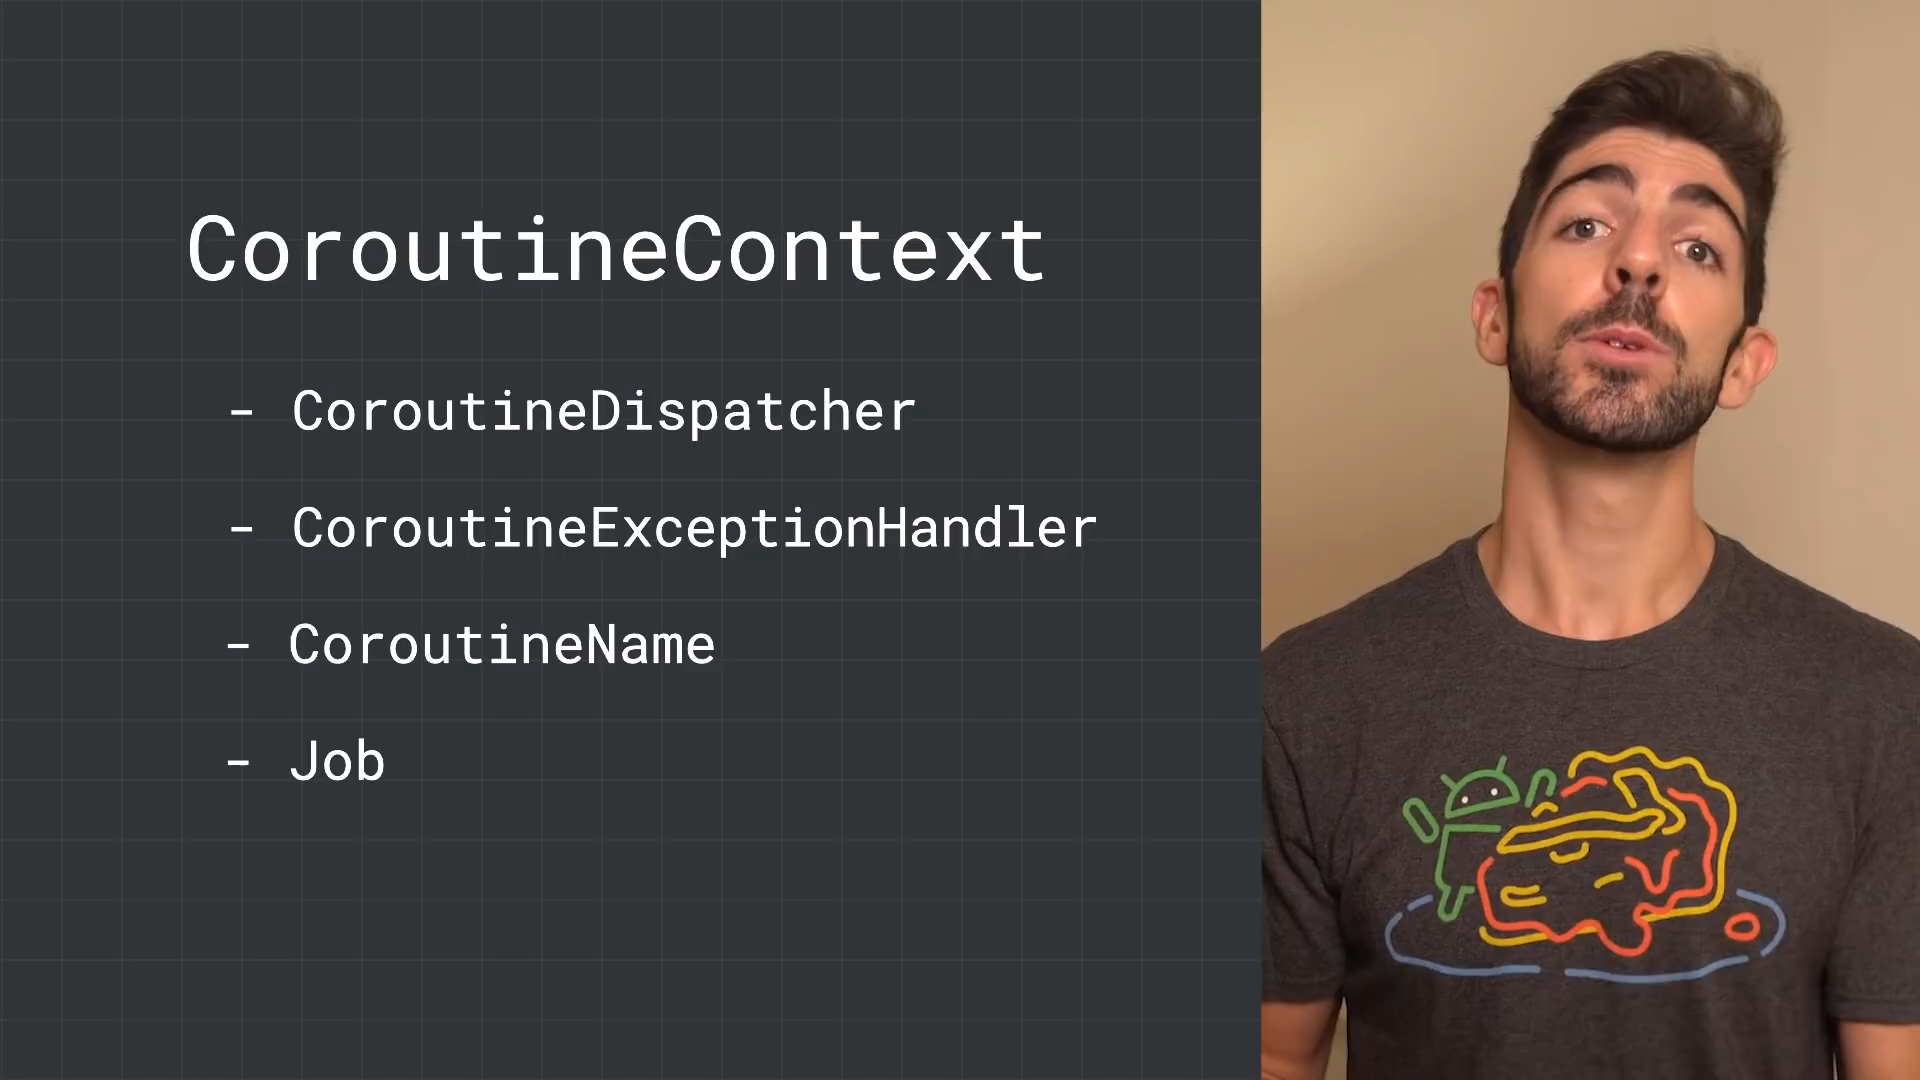 CoroutineContext
- CoroutineDispatcher
- CoroutineExceptionHandler
- CoroutineName
- Job